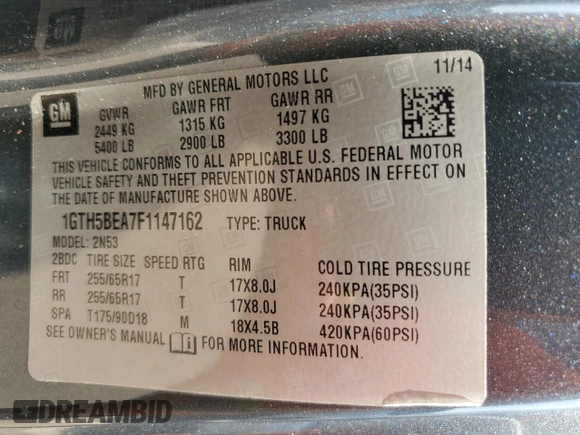 MFD BY GENERAL MOTORS LLC 11/14
GM
GVWR GAWR FRT GAWR RR
2449 KG 1315 KG 1497 KG
5400 LB 2900 LB 3300 LB
THIS VEHICLE CONFORMS TO ALL APPLICABLE U.S. FEDERAL MOTOR
VEHICLE SAFETY AND THEFT PREVENTION STANDARDS IN EFFECT ON
THE DATE OF MANUFACTURE SHOWN ABOVE.
1GTH5BEA7F1147162 TYPE: TRUCK
MODEL: 2N53
2BDC TIRE SIZE SPEED RTG RIM COLD TIRE PRESSURE
FRT 255/65R17 T 17X8.0J 240KPA(35PSI)
RR 255/65R17 T 17X8.0J 240KPA(35PSI)
SPA T175/90D18 M 18X4.5B 420KPA(60PSI)
SEE OWNER'S MANUAL i FOR MORE INFORMATION.
DREAMBID.COM